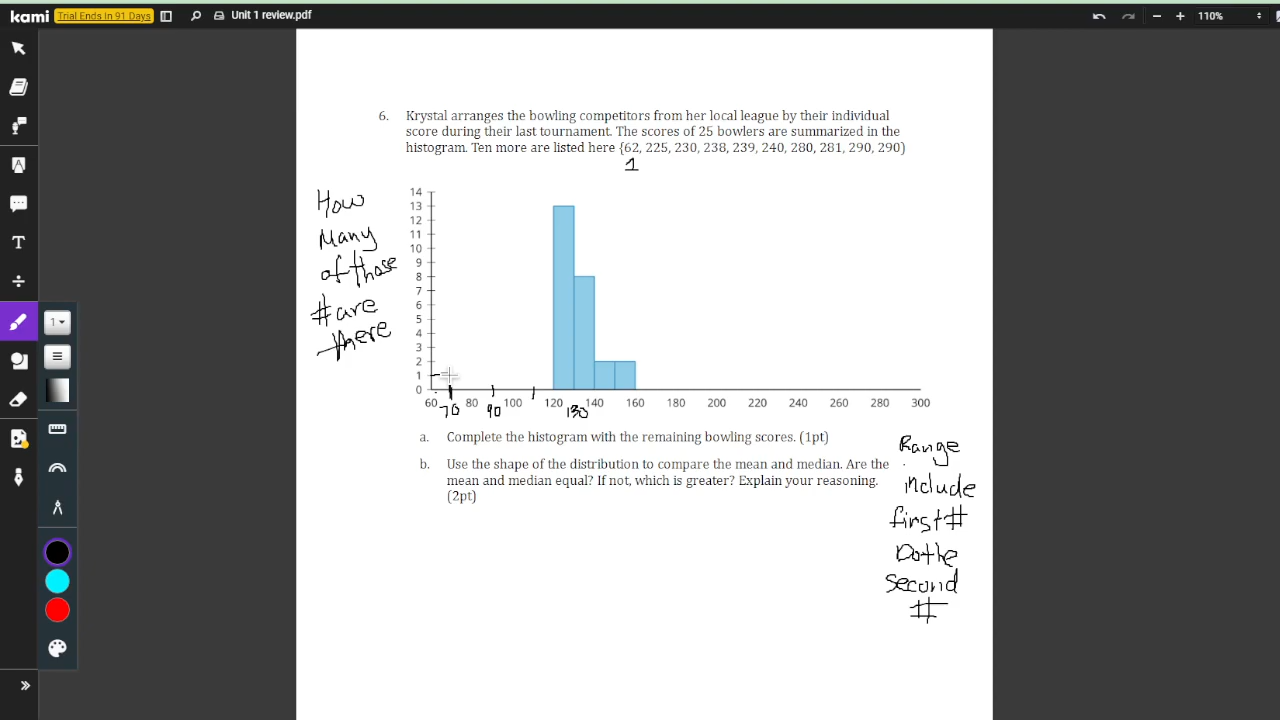 kami Trial Ends In 91 Days Unit 1 review.pdf 110%
6. Krystal arranges the bowling competitors from her local league by their individual
score during their last tournament. The scores of 25 bowlers are summarized in the
histogram. Ten more are listed here {62, 225, 230, 238, 239, 240, 280, 281, 290, 290)
1
How
Many
of those
# are
there
14
13
12
11
10
9
8
7
6
5
4
3
2
1
0
60 80 100 120 140 160 180 200 220 240 260 280 300
70 90 130
a. Complete the histogram with the remaining bowling scores. (1pt)
b. Use the shape of the distribution to compare the mean and median. Are the
mean and median equal? If not, which is greater? Explain your reasoning.
(2pt)
Range
include
first #
second
#
A
T
1